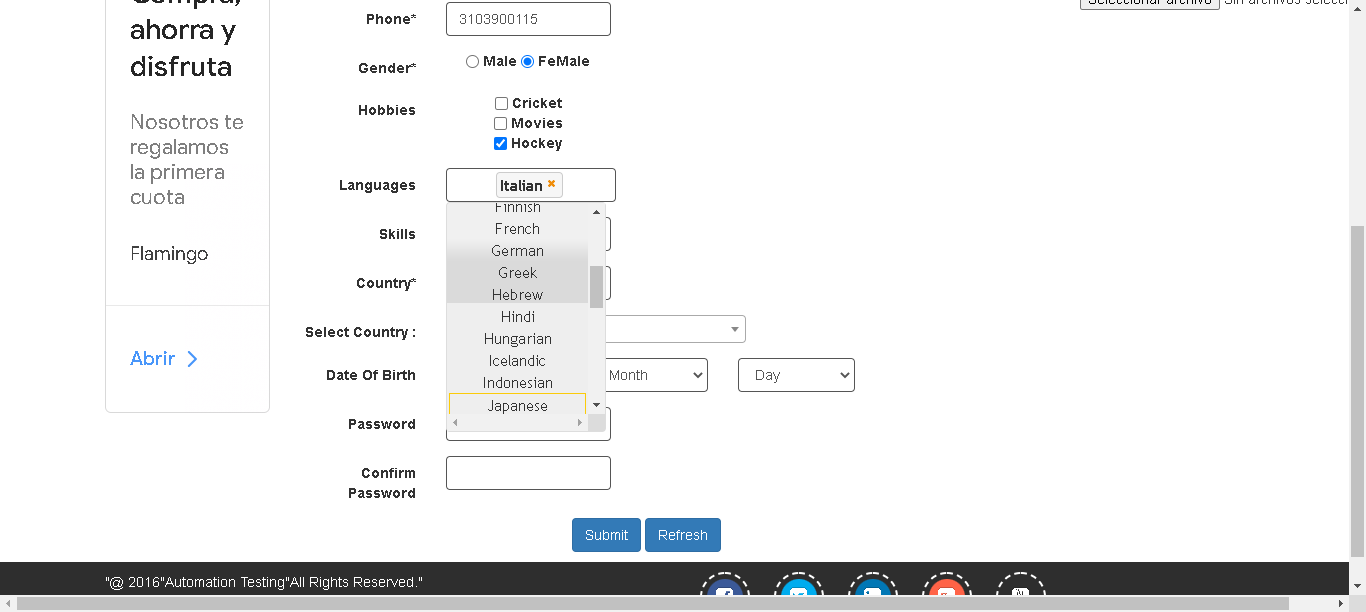 Compra,
ahorra y
disfruta
Nosotros te
regalamos
la primera
cuota
Flamingo
Abrir
Seleccionar archivo Sin archivos selecci
Phone* 3103900115
Gender* Male FeMale
Hobbies Cricket
Movies
Hockey
Languages Italian ×
Finnish
French
German
Greek
Hebrew
Hindi
Hungarian
Icelandic
Indonesian
Japanese
Skills
Country*
Select Country :
Date Of Birth Month Day
Password
Confirm
Password
Submit Refresh
"@ 2016"Automation Testing"All Rights Reserved."